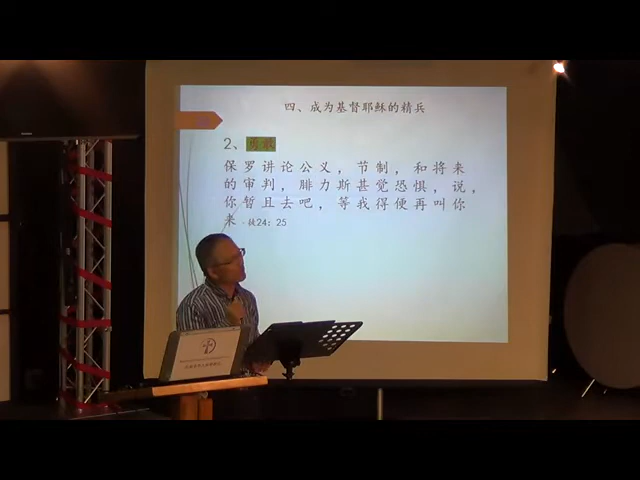 四、成为基督耶稣的精兵
2、勇敢
保罗讲论公义，节制，和将来
的审判，腓力斯甚觉恐惧，说，
你暂且去吧，等我得便再叫你
来 - 徒24：25